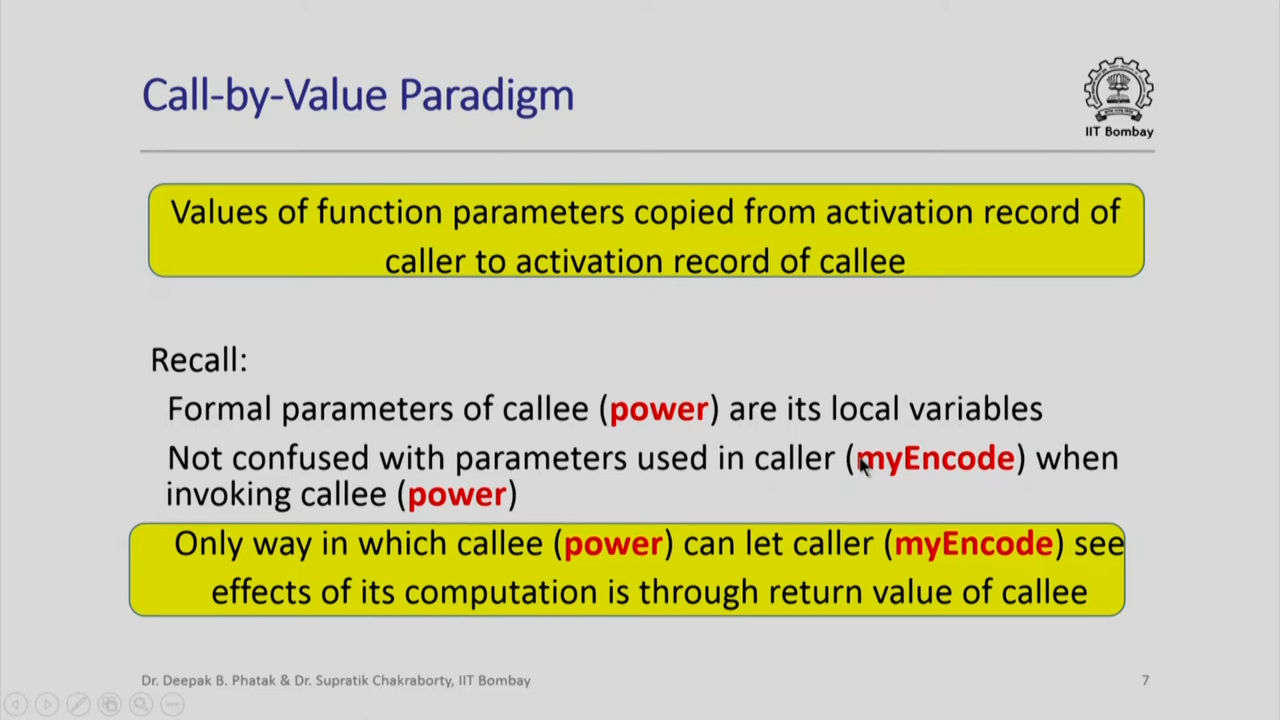 Call-by-Value Paradigm
IIT Bombay
Values of function parameters copied from activation record of
caller to activation record of callee
Recall:
Formal parameters of callee (power) are its local variables
Not confused with parameters used in caller (myEncode) when
invoking callee (power)
Only way in which callee (power) can let caller (myEncode) see
effects of its computation is through return value of callee
Dr. Deepak B. Phatak & Dr. Supratik Chakraborty, IIT Bombay
7